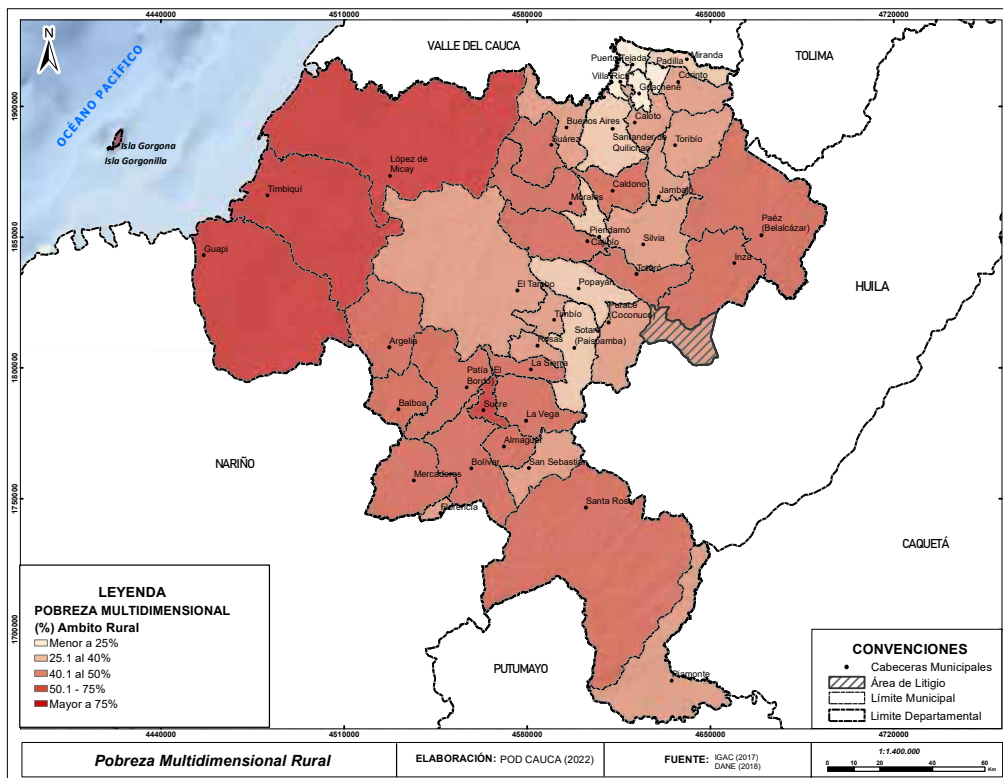 4440000 4510000 4580000 4650000 4720000
N
OCÉANO PACÍFICO
VALLE DEL CAUCA
TOLIMA
Miranda
Puerto Tejada
Padilla
Villa Rica
Corinto
Guachené
1900000
Isla Gorgona
Isla Gorgonilla
Buenos Aires
Caloto
Suárez
Santander de
Quilichao
Toribío
López de
Micay
Timbiquí
Caldono
Jambaló
Morales
Paéz
(Belalcázar)
1850000
Piendamó
Cajibío
Silvia
Guapi
Inza
Totoró
HUILA
El Tambo
Popayán
Puracé
(Coconuco)
Timbío
Sotará
(Paispamba)
Rosas
Argelia
1800000
La Sierra
Patía (El
Bordo)
Balboa
Sucre
La Vega
Almaguer
NARIÑO
Bolívar
San Sebastián
Mercaderes
1750000
Florencia
Santa Rosa
CAQUETÁ
LEYENDA
POBREZA MULTIDIMENSIONAL
(%) Ambito Rural
Menor a 25%
25.1 al 40%
40.1 al 50%
50.1 - 75%
Mayor a 75%
1700000
PUTUMAYO
Piamonte
CONVENCIONES
Cabeceras Municipales
Área de Litigio
Límite Municipal
Limite Departamental
4440000 4510000 4580000 4650000 4720000
Pobreza Multidimensional Rural
ELABORACIÓN: POD CAUCA (2022)
FUENTE: IGAC (2017)
DANE (2018)
1:1.400.000
0 10 20 40 60
Km